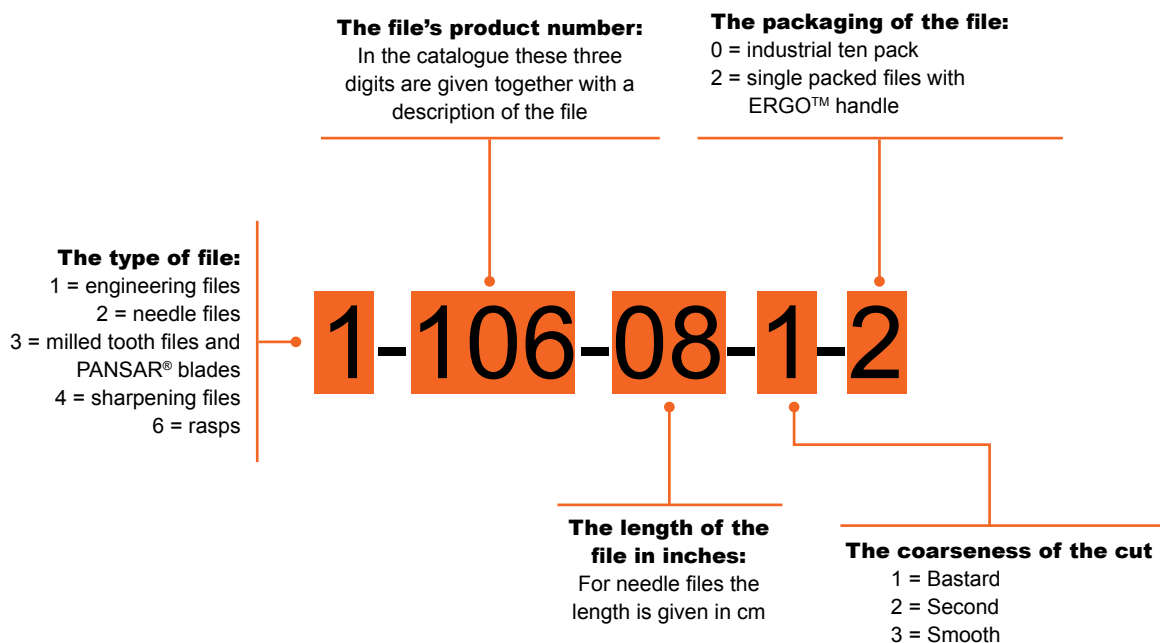 The file's product number:
In the catalogue these three
digits are given together with a
description of the file
The packaging of the file:
0 = industrial ten pack
2 = single packed files with
ERGO™ handle
The type of file:
1 = engineering files
2 = needle files
3 = milled tooth files and
PANSAR® blades
4 = sharpening files
6 = rasps
1-106-08-1-2
The length of the
file in inches:
For needle files the
length is given in cm
The coarseness of the cut
1 = Bastard
2 = Second
3 = Smooth